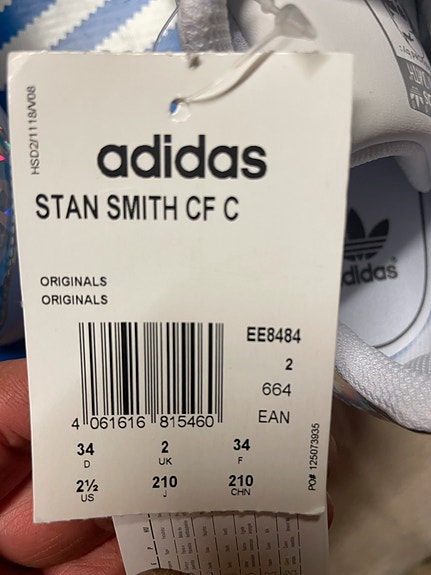 HSD2/1118/V08
adidas
STAN SMITH CF C
ORIGINALS
ORIGINALS
EE8484
2
664
EAN
4 061616 815460
34
D
2
UK
34
F
2½
US
210
J
210
CHN
PO# 125073935
adidas